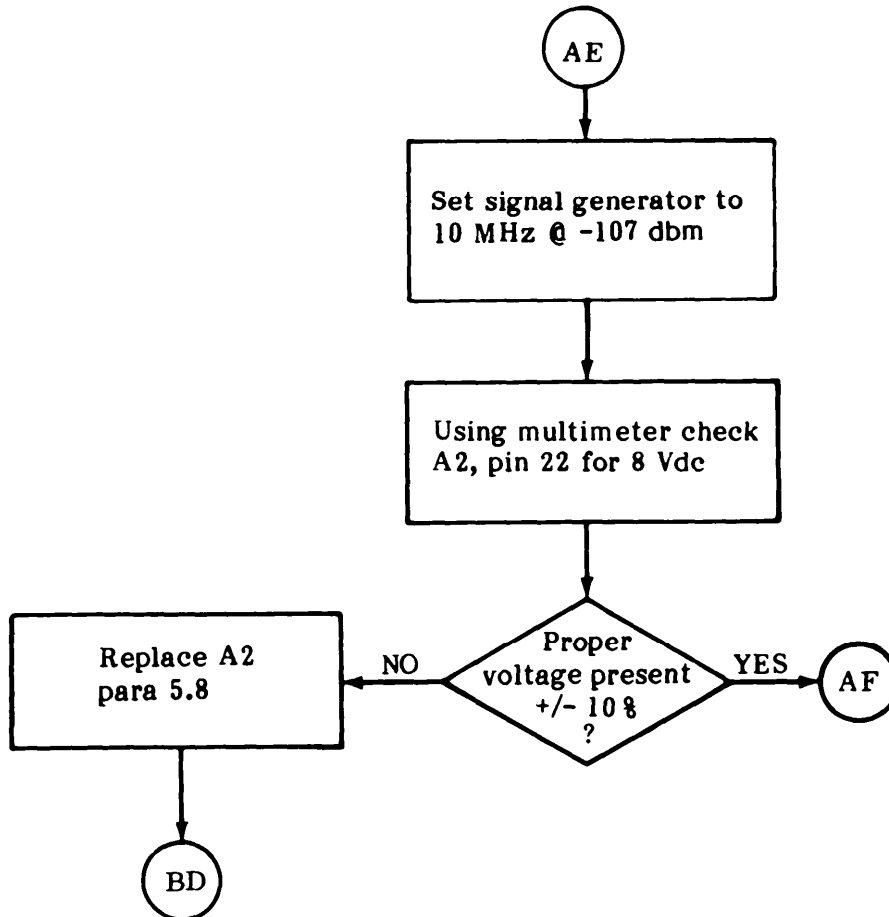 AE
Set signal generator to
10 MHz @ -107 dbm
Using multimeter check
A2, pin 22 for 8 Vdc
Proper
voltage present
+/- 10%
?
NO
YES
Replace A2
para 5.8
AF
BD